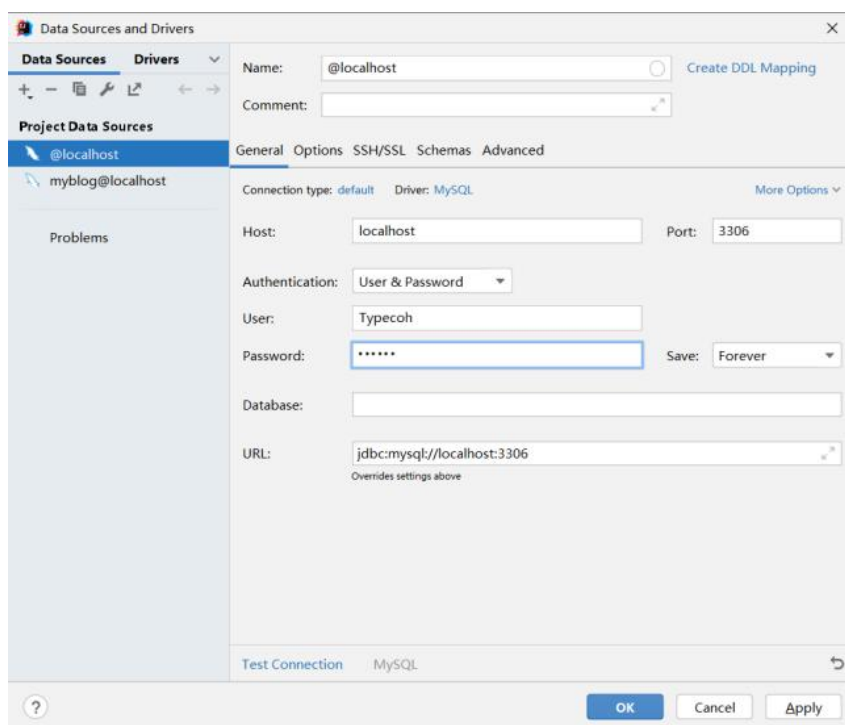 Data Sources and Drivers
Data Sources Drivers
Name: @localhost Create DDL Mapping
Comment:
Project Data Sources
@localhost
myblog@localhost
Problems
General Options SSH/SSL Schemas Advanced
Connection type: default Driver: MySQL More Options
Host: localhost Port: 3306
Authentication: User & Password
User: Typecoh
Password: •••••• Save: Forever
Database:
URL: jdbc:mysql://localhost:3306
Overrides settings above
Test Connection MySQL
? OK Cancel Apply